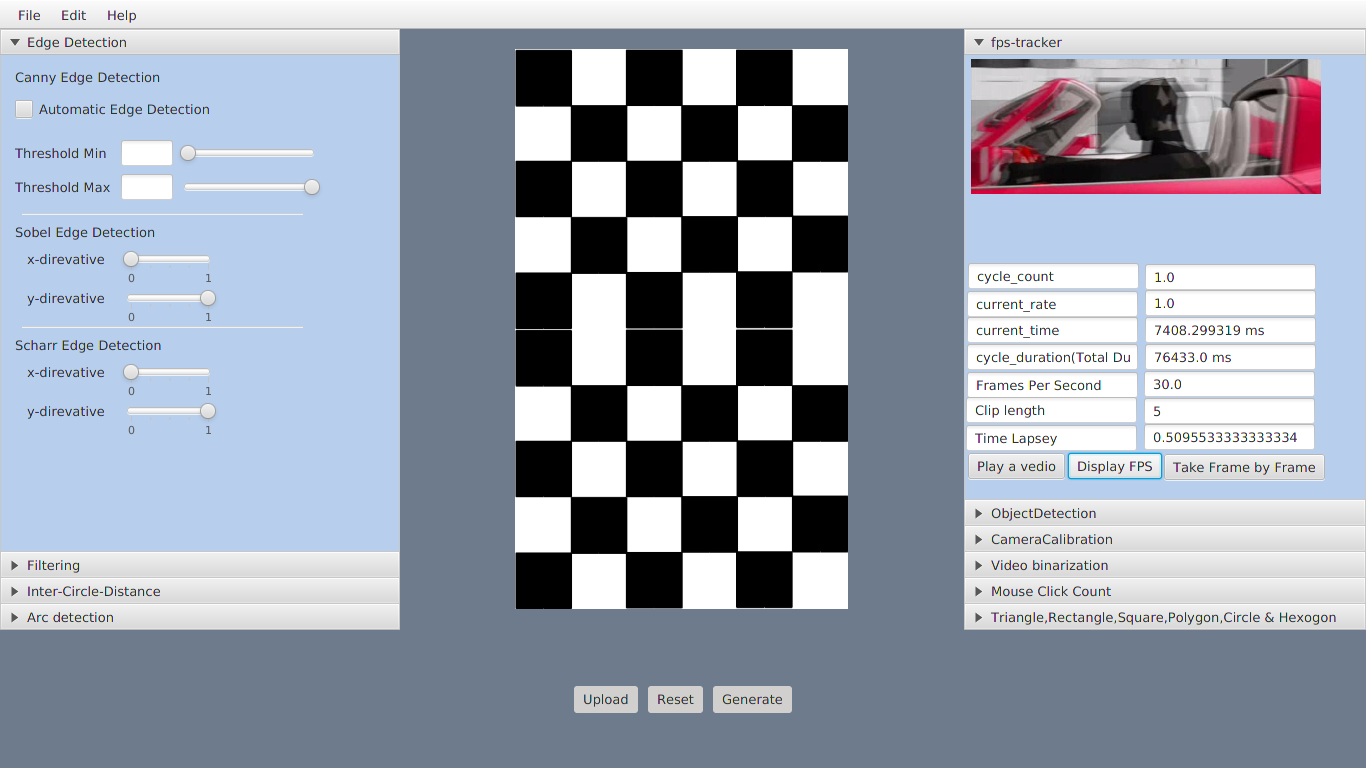 File Edit Help
Edge Detection
Canny Edge Detection
Automatic Edge Detection
Threshold Min
Threshold Max
Sobel Edge Detection
x-direvative
0 1
y-direvative
0 1
Scharr Edge Detection
x-direvative
0 1
y-direvative
0 1
Filtering
Inter-Circle-Distance
Arc detection
fps-tracker
cycle_count 1.0
current_rate 1.0
current_time 7408.299319 ms
cycle_duration(Total Du 76433.0 ms
Frames Per Second 30.0
Clip length 5
Time Lapsey 0.5095533333333334
Play a vedio Display FPS Take Frame by Frame
ObjectDetection
CameraCalibration
Video binarization
Mouse Click Count
Triangle,Rectangle,Square,Polygon,Circle & Hexogon
Upload Reset Generate